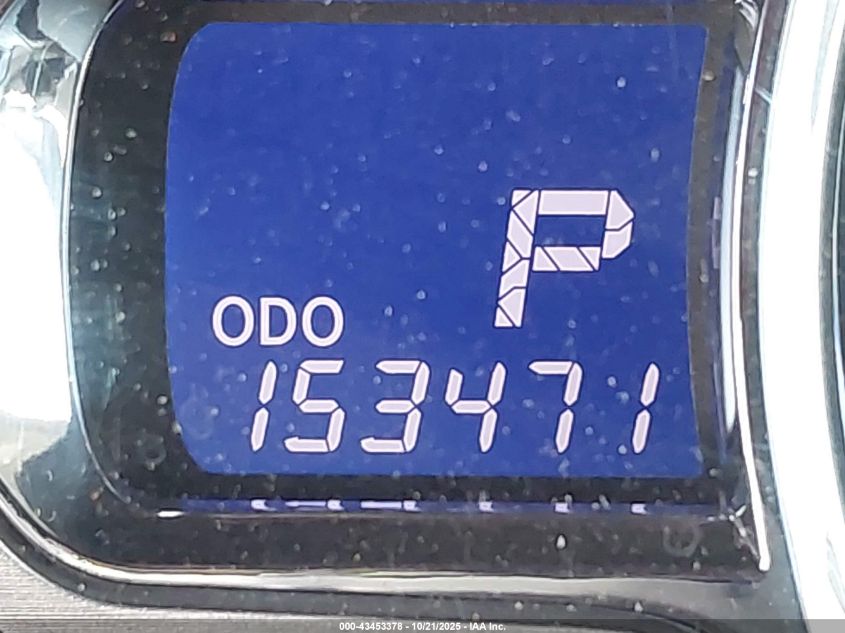 P
ODO
153471
000-43453378 - 10/21/2025 - IAA Inc.